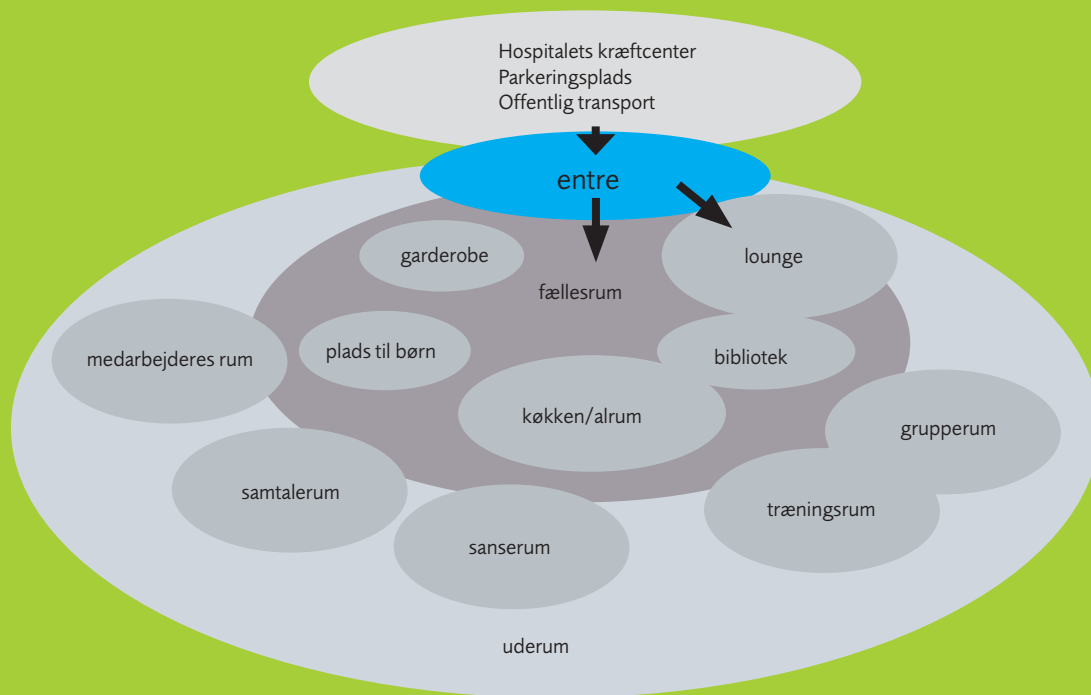 Hospitalets kræftcenter
Parkeringsplads
Offentlig transport
entre
garderobe
lounge
fællesrum
medarbejderes rum
plads til børn
bibliotek
køkken/alrum
grupperum
samtalerum
træningsrum
sanserum
uderum